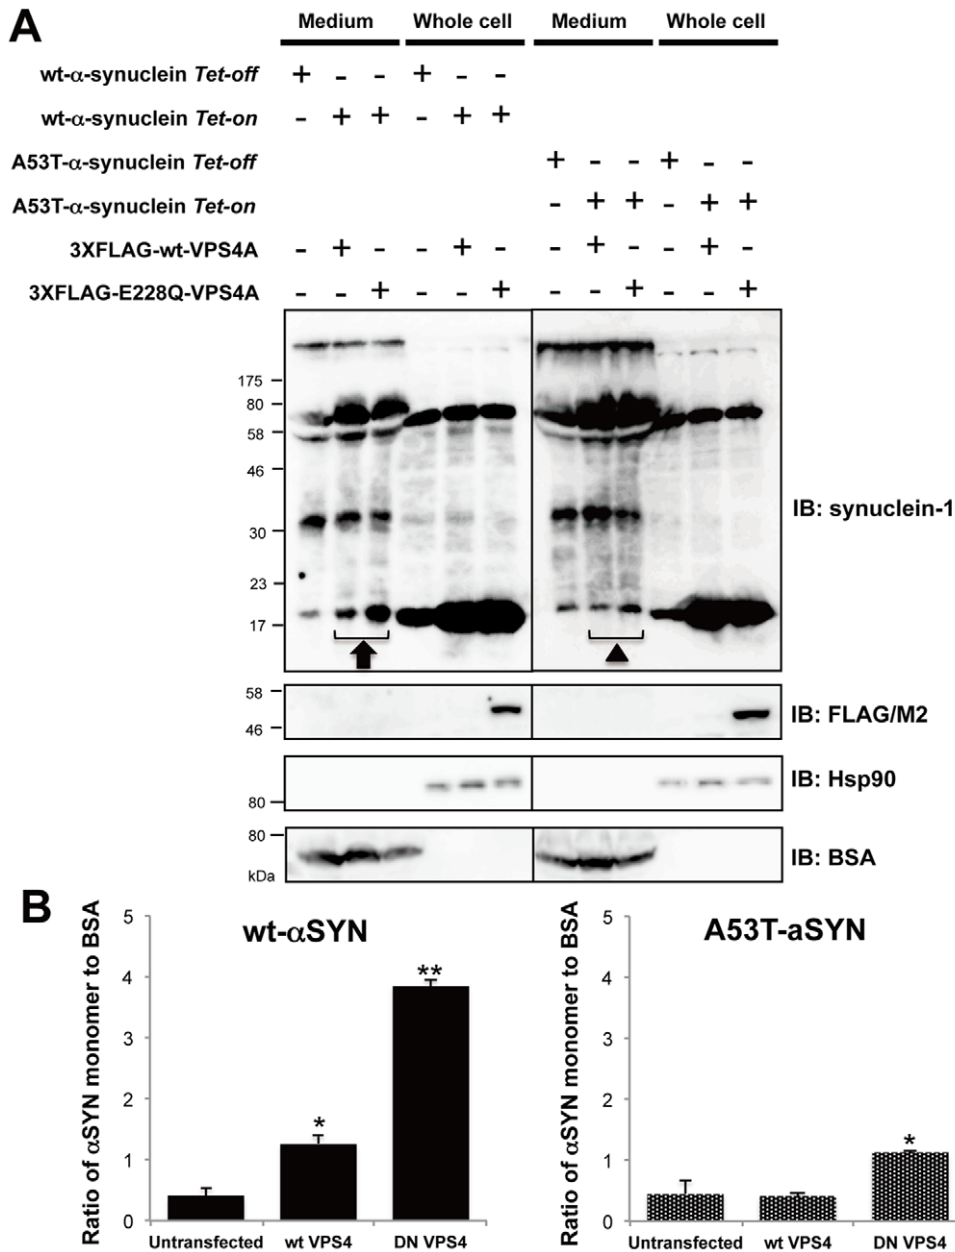 A
Medium Whole cell Medium Whole cell
wt-α-synuclein Tet-off + - - + - -
wt-α-synuclein Tet-on - + + - + +
A53T-α-synuclein Tet-off + - - + - -
A53T-α-synuclein Tet-on - + + - + +
3XFLAG-wt-VPS4A - + - - + - - + - - + -
3XFLAG-E228Q-VPS4A - - + - - + - - + - - +
175
80
58
46
30
23
17
IB: synuclein-1
58
46
IB: FLAG/M2
80
IB: Hsp90
80
kDa
IB: BSA
B
wt-αSYN
Ratio of αSYN monomer to BSA
5
4
3
2
1
0
*
**
Untransfected wt VPS4 DN VPS4
A53T-aSYN
Ratio of αSYN monomer to BSA
5
4
3
2
1
0
*
Untransfected wt VPS4 DN VPS4